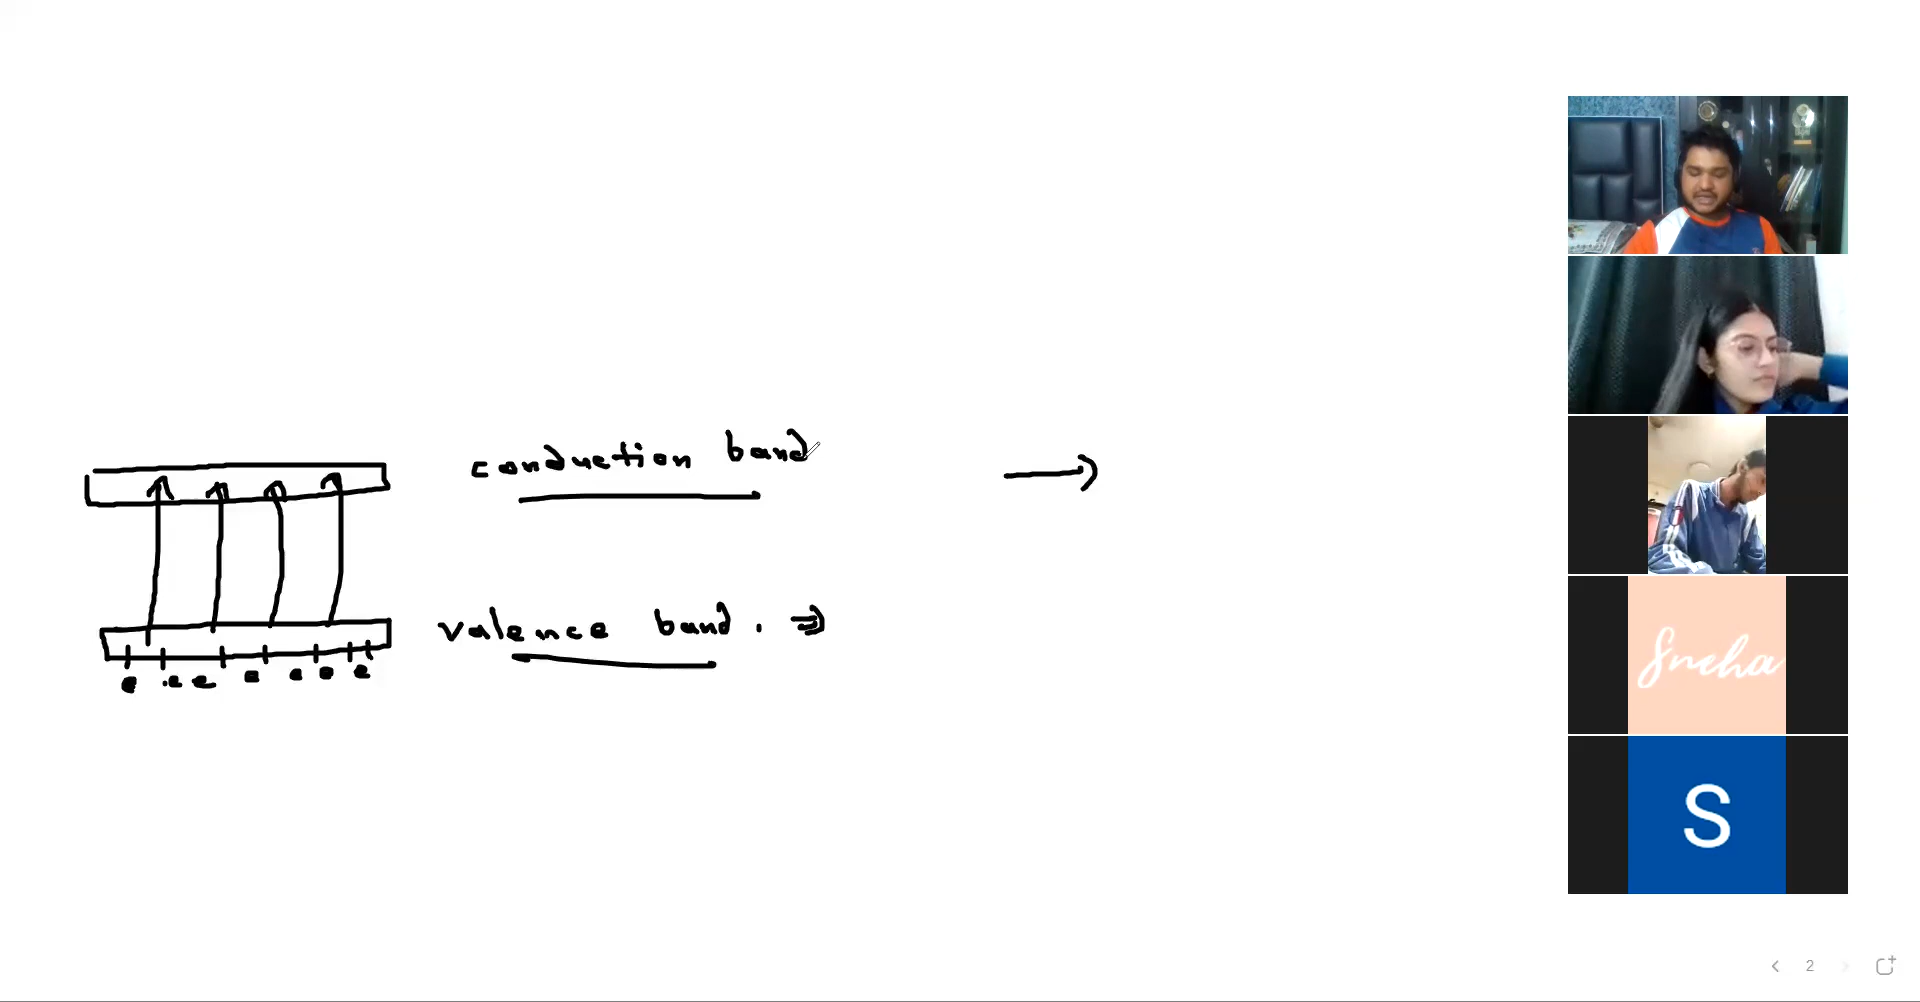 conduction band
valence band .
e e e e e e e
Sneha
S
2